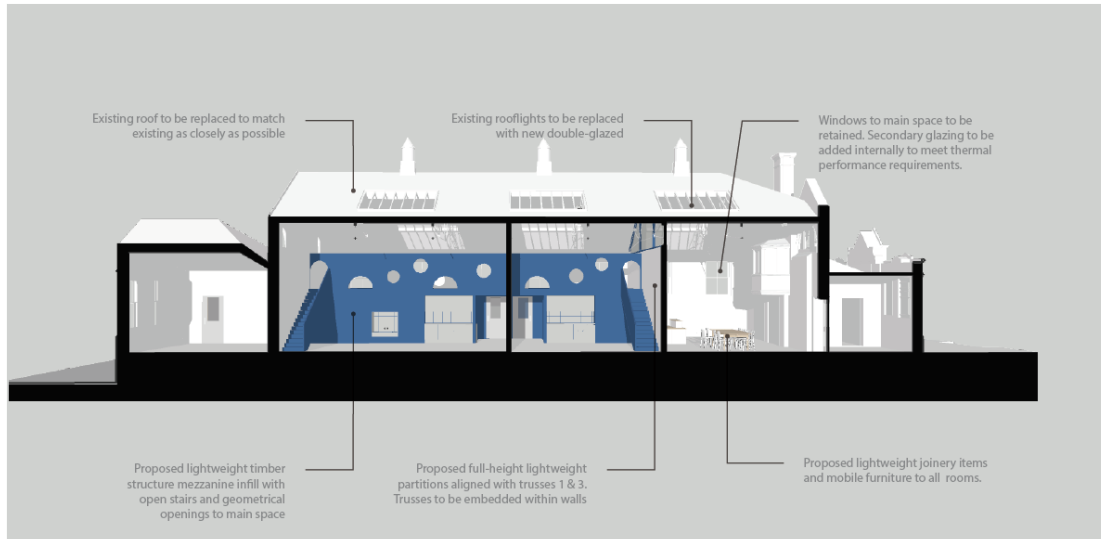 Existing roof to be replaced to match
existing as closely as possible
Existing rooflights to be replaced
with new double-glazed
Windows to main space to be
retained. Secondary glazing to be
added internally to meet thermal
performance requirements.
Proposed lightweight timber
structure mezzanine infill with
open stairs and geometrical
openings to main space
Proposed full-height lightweight
partitions aligned with trusses 1 & 3.
Trusses to be embedded within walls
Proposed lightweight joinery items
and mobile furniture to all rooms.